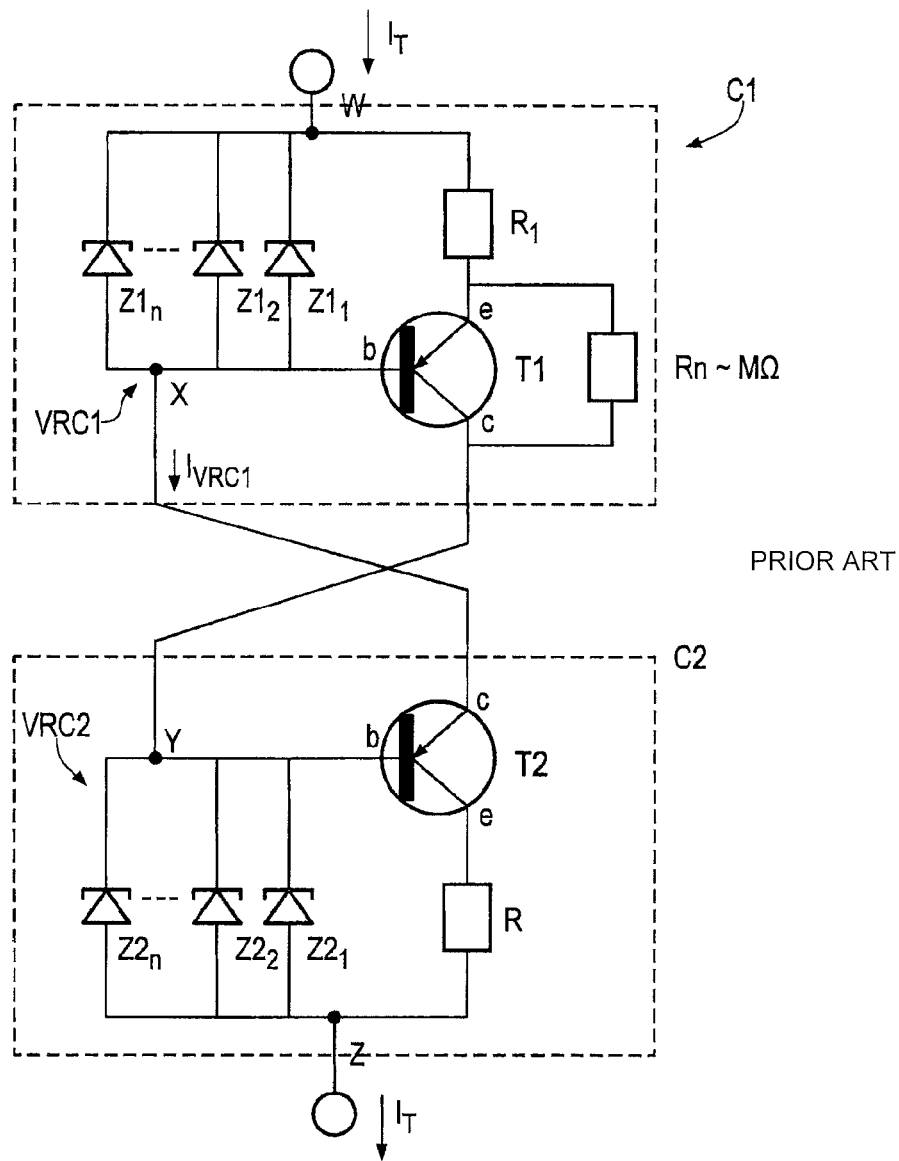 I_T
W
C1
R_1
Z1_n
Z1_2
Z1_1
e
b
T1
Rn ~ MΩ
X
c
VRC1
I_VRC1
PRIOR ART
C2
VRC2
Y
c
b
T2
e
Z2_n
Z2_2
Z2_1
R
Z
I_T